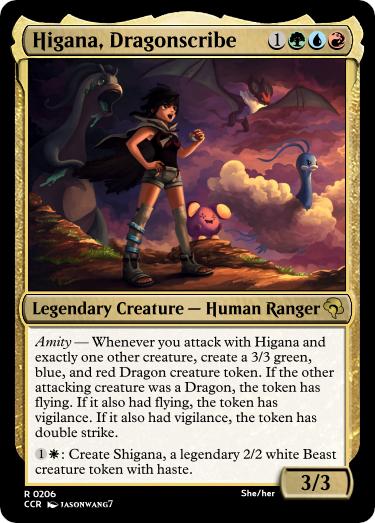 Higana, Dragonscribe 1
Legendary Creature — Human Ranger
Amity — Whenever you attack with Higana and
exactly one other creature, create a 3/3 green,
blue, and red Dragon creature token. If the other
attacking creature was a Dragon, the token has
flying. If it also had flying, the token has
vigilance. If it also had vigilance, the token has
double strike.
1: Create Shigana, a legendary 2/2 white Beast
creature token with haste.
3/3
R 0206
She/her
CCR JASONWANG7